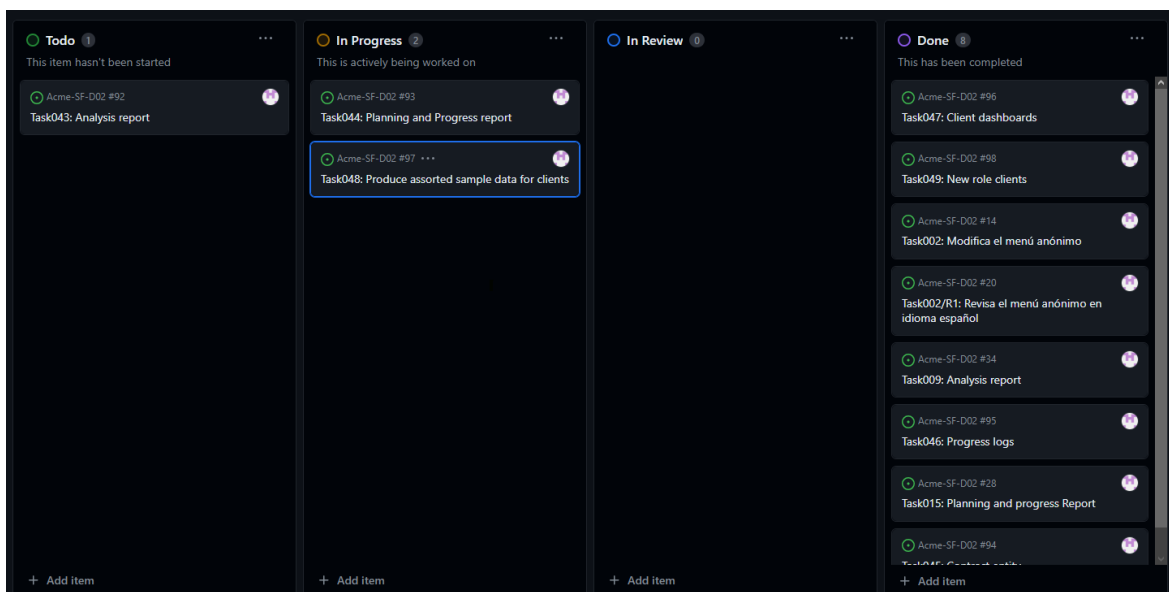 Todo 1
This item hasn't been started
Acme-SF-D02 #92
Task043: Analysis report
+ Add item
In Progress 2
This is actively being worked on
Acme-SF-D02 #93
Task044: Planning and Progress report
Acme-SF-D02 #97
Task048: Produce assorted sample data for clients
+ Add item
In Review 0
+ Add item
Done 8
This has been completed
Acme-SF-D02 #96
Task047: Client dashboards
Acme-SF-D02 #98
Task049: New role clients
Acme-SF-D02 #14
Task002: Modifica el menú anónimo
Acme-SF-D02 #20
Task002/R1: Revisa el menú anónimo en
idioma español
Acme-SF-D02 #34
Task009: Analysis report
Acme-SF-D02 #95
Task046: Progress logs
Acme-SF-D02 #28
Task015: Planning and progress Report
Acme-SF-D02 #94
Task045: Contract entity
+ Add item